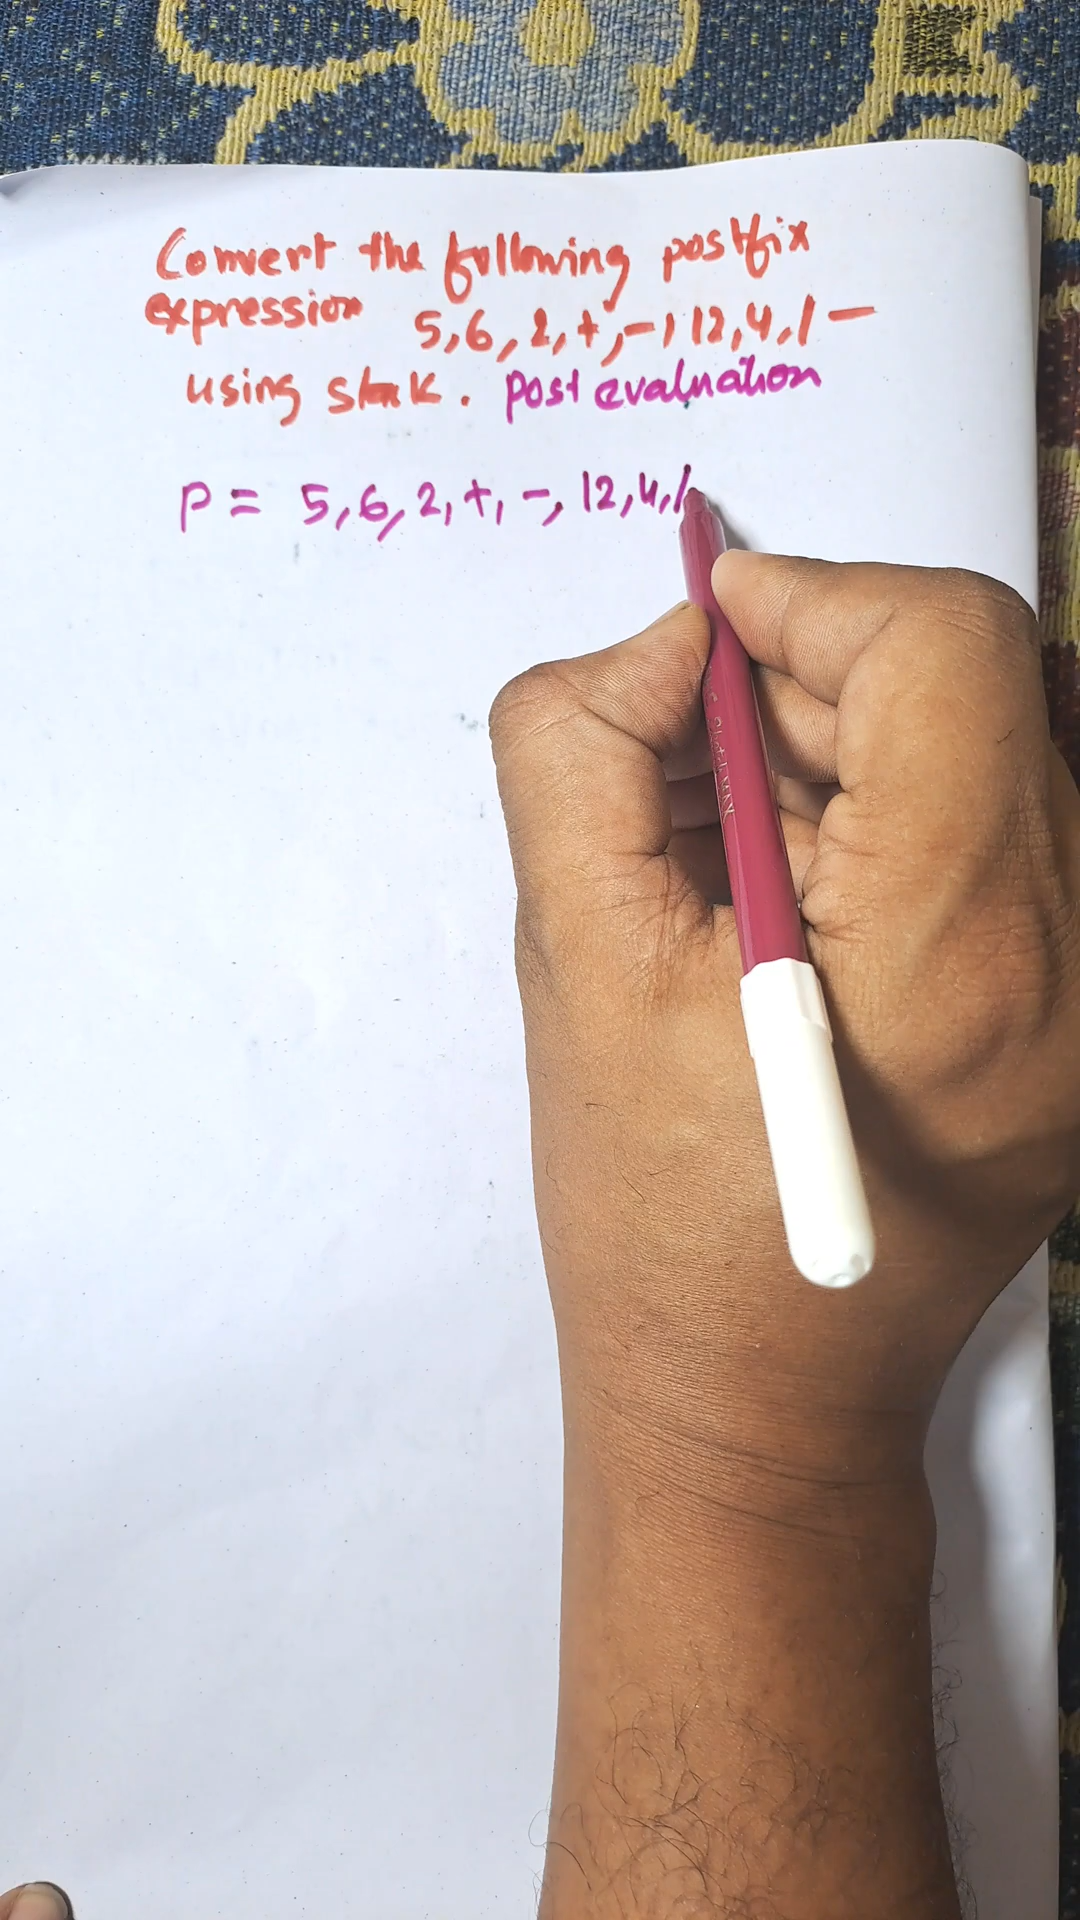 Convert the following postfix
expression 5,6,2,+,-,12,4,/-
using stack. post evaluation
P = 5,6,2,+,-,12,4,/